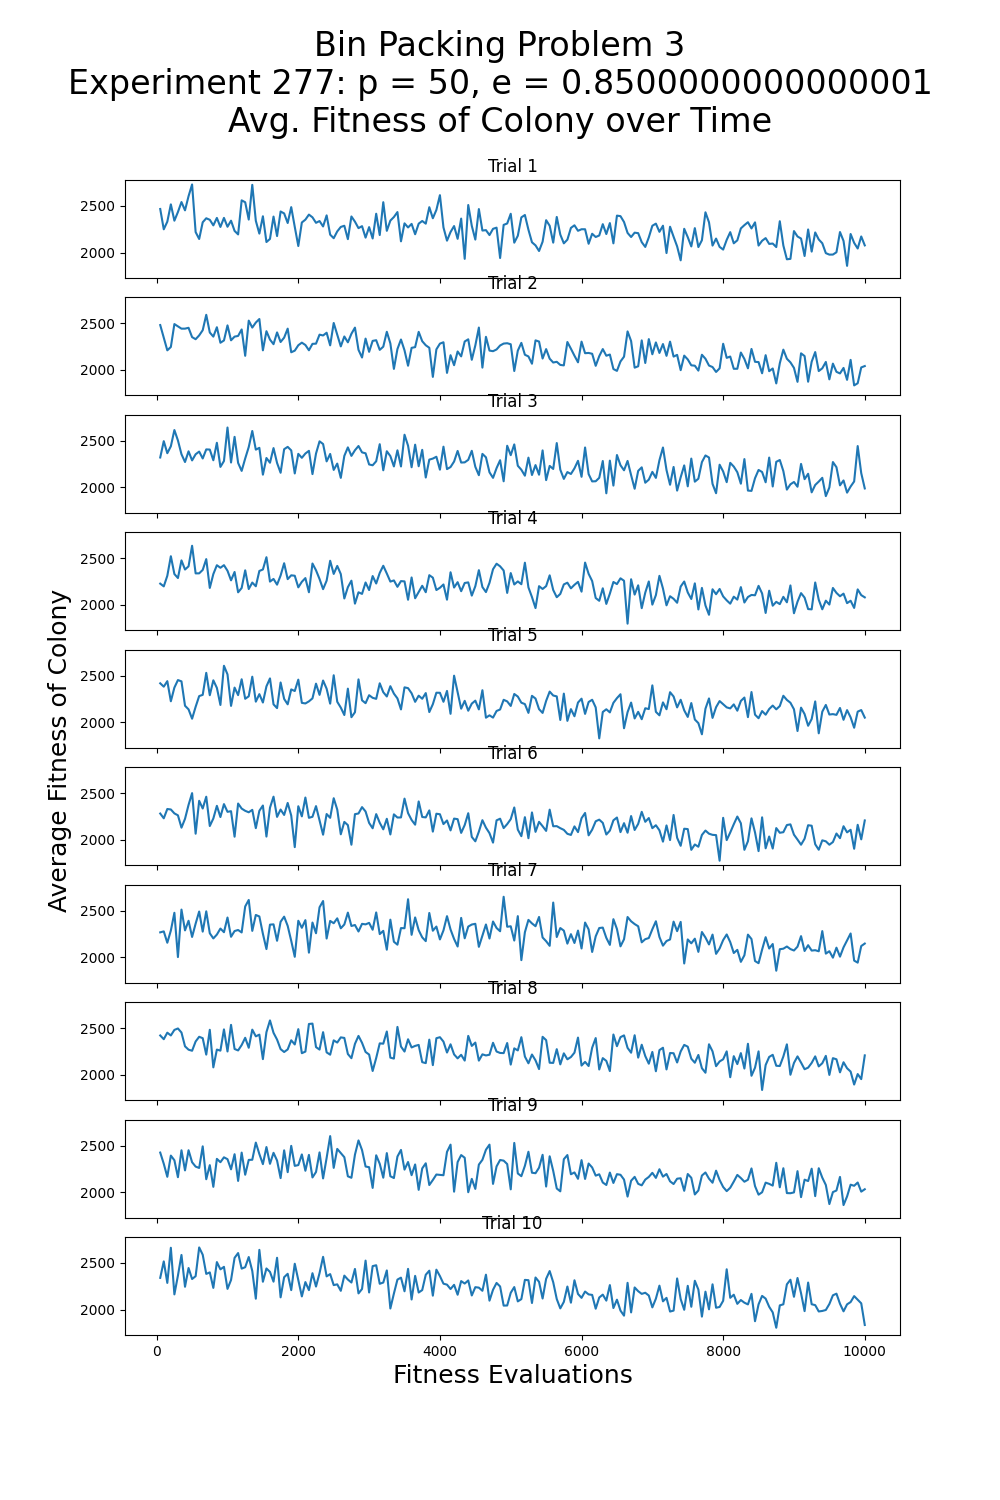 Bin Packing Problem 3
Experiment 277: p = 50, e = 0.8500000000000001
Avg. Fitness of Colony over Time
Trial 1
2500
2000
Trial 2
2500
2000
Trial 3
2500
2000
Trial 4
2500
2000
Trial 5
2500
2000
Trial 6
2500
2000
Trial 7
2500
2000
Trial 8
2500
2000
Trial 9
2500
2000
Trial 10
2500
2000
0 2000 4000 6000 8000 10000
Fitness Evaluations
Average Fitness of Colony